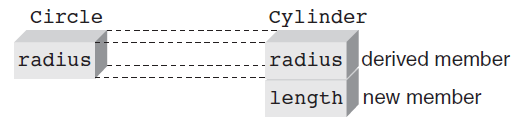 Circle Cylinder
radius radius derived member
length new member